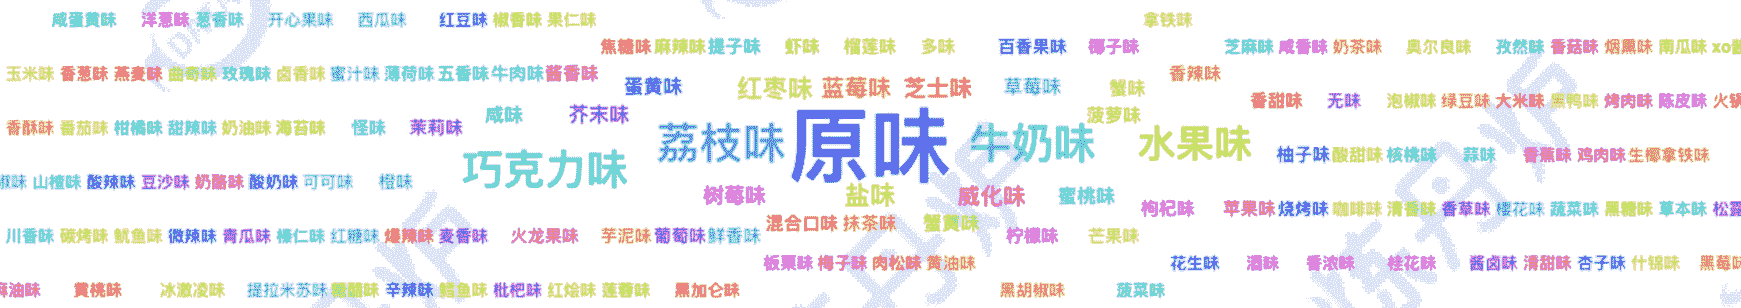 咸蛋黄味 洋葱味 葱香味 开心果味 西瓜味 红豆味 椒香味 果仁味 拿铁味
焦糖味 麻辣味 提子味 虾味 榴莲味 多味 百香果味 椰子味 芝麻味 咸香味 奶茶味 奥尔良味 孜然味 香菇味 烟熏味 南瓜味
玉米味 香葱味 燕麦味 曲奇味 玫瑰味 卤香味 蜜汁味 薄荷味 五香味 牛肉味 酱香味 香辣味
蛋黄味 红枣味 蓝莓味 芝士味 草莓味 蟹味
香甜味 无味 泡椒味 绿豆味 大米味 黑鸭味 烤肉味 陈皮味
咸味 芥末味 菠萝味
香酥味 番茄味 柑橘味 甜辣味 奶油味 海苔味 怪味 茉莉味
巧克力味 荔枝味 原味 牛奶味 水果味
柚子味 酸甜味 核桃味 蒜味 香蕉味 鸡肉味 生椰拿铁味
椒味 山楂味 酸辣味 豆沙味 奶酪味 酸奶味 可可味 橙味
树莓味 盐味 咸化味 蜜桃味
枸杞味 苹果味 烧烤味 咖啡味 清香味 香草味 樱花味 蔬菜味 黑糖味 草本味
混合口味 抹茶味 蟹黄味
川香味 碳烤味 鱿鱼味 微辣味 青瓜味 榛仁味 红糖味 爆辣味 麦香味 火龙果味 芋泥味 葡萄味 鲜香味 柠檬味 芒果味
板栗味 梅子味 肉松味 黄油味 花生味 酒味 香浓味 桂花味 酱卤味 清甜味 杏子味 什锦味 黑莓味
麻油味 黄桃味 冰激凌味 提拉米苏味 辛辣味 鳕鱼味 枇杷味 红烩味 莲蓉味 黑加仑味 黑胡椒味 菠菜味